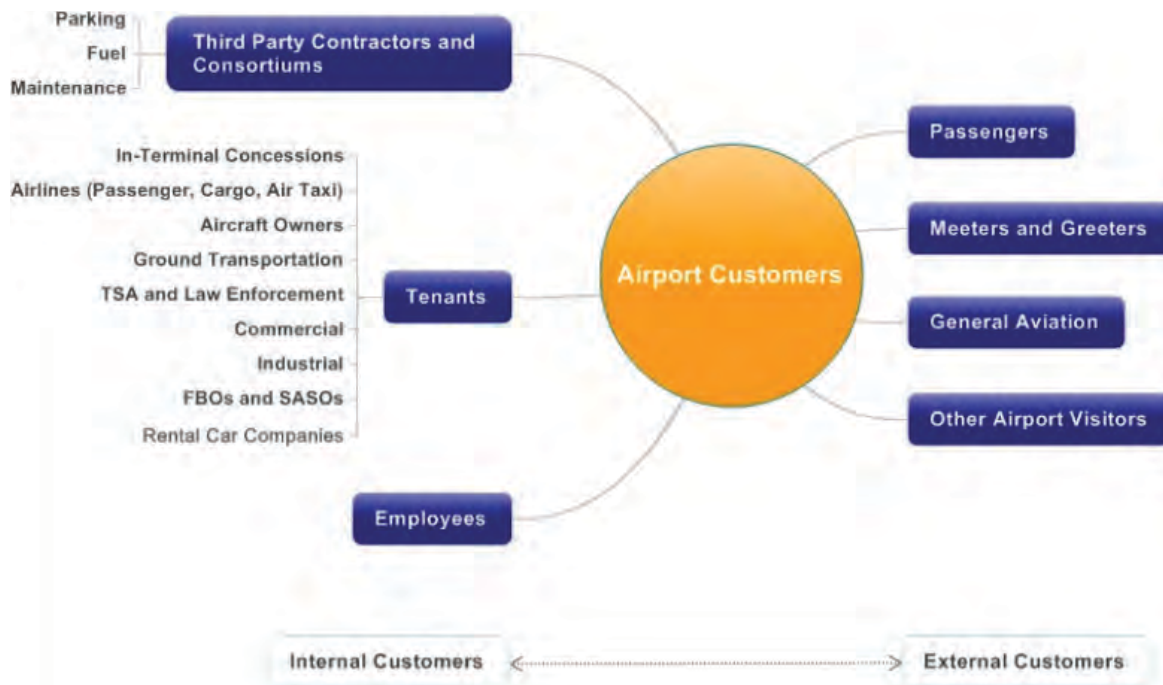 Parking
Fuel
Maintenance
Third Party Contractors and
Consortiums
In-Terminal Concessions
Airlines (Passenger, Cargo, Air Taxi)
Aircraft Owners
Ground Transportation
TSA and Law Enforcement
Commercial
Industrial
FBOs and SASOs
Rental Car Companies
Tenants
Employees
Airport Customers
Passengers
Meeters and Greeters
General Aviation
Other Airport Visitors
Internal Customers
External Customers